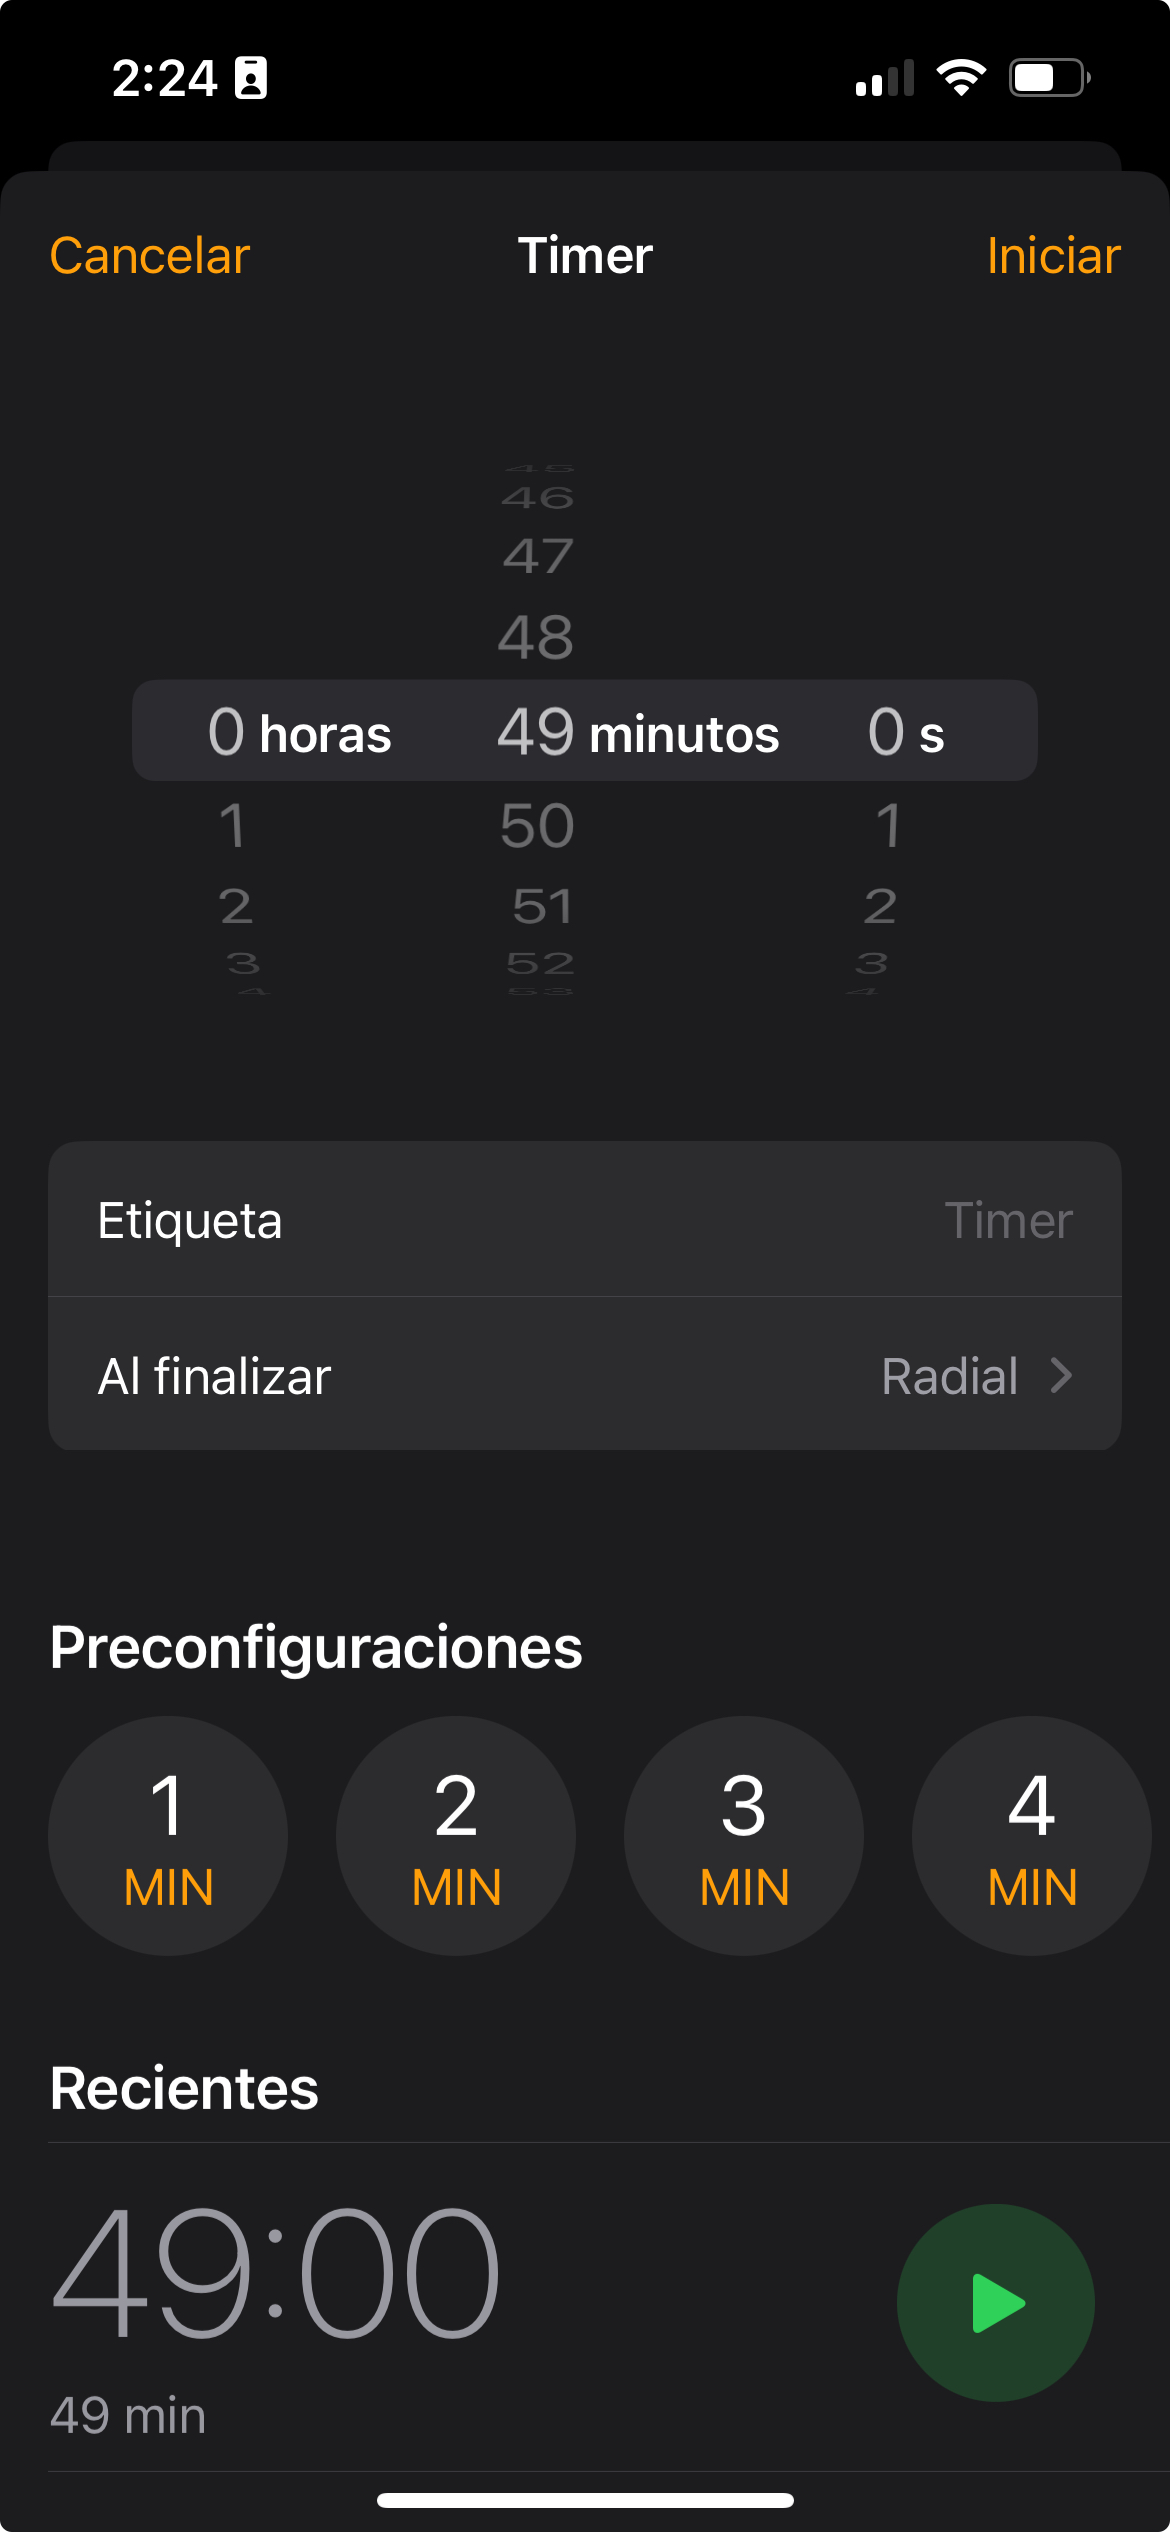 2:24
Cancelar Timer Iniciar
45
46
47
48
0 horas 49 minutos 0 s
1 50 1
2 51 2
3 52 3
4 53 4
Etiqueta Timer
Al finalizar Radial
Preconfiguraciones
1 2 3 4
MIN MIN MIN MIN
Recientes
49:00
49 min